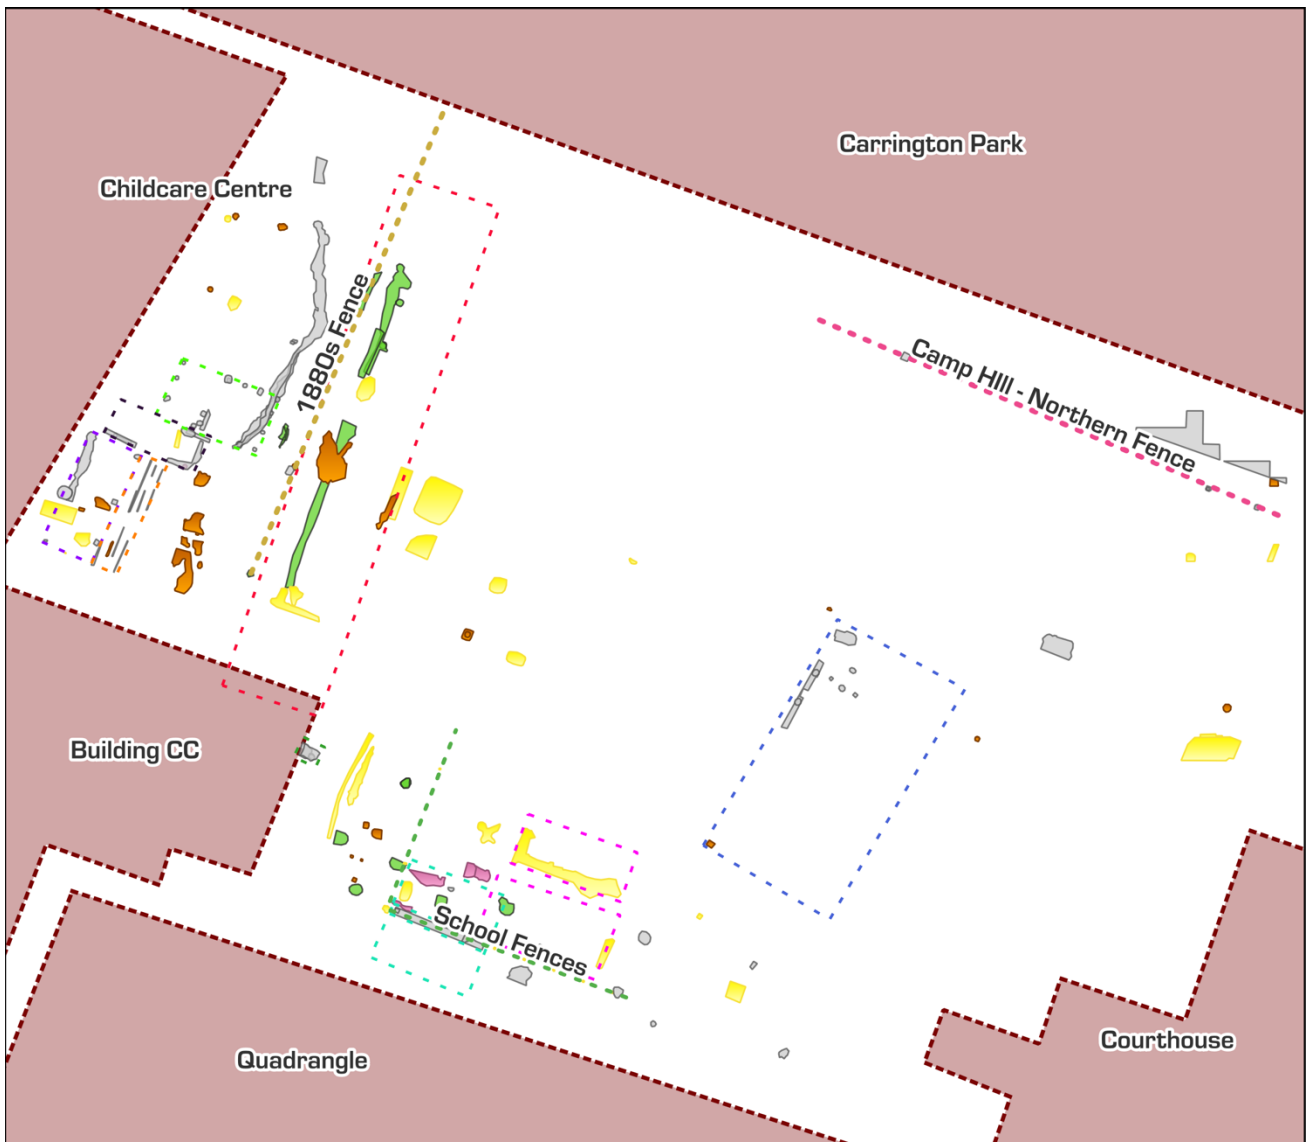 Carrington Park
Childcare Centre
1880s Fence
Camp HIll - Northern Fence
Building CC
School Fences
Quadrangle
Courthouse